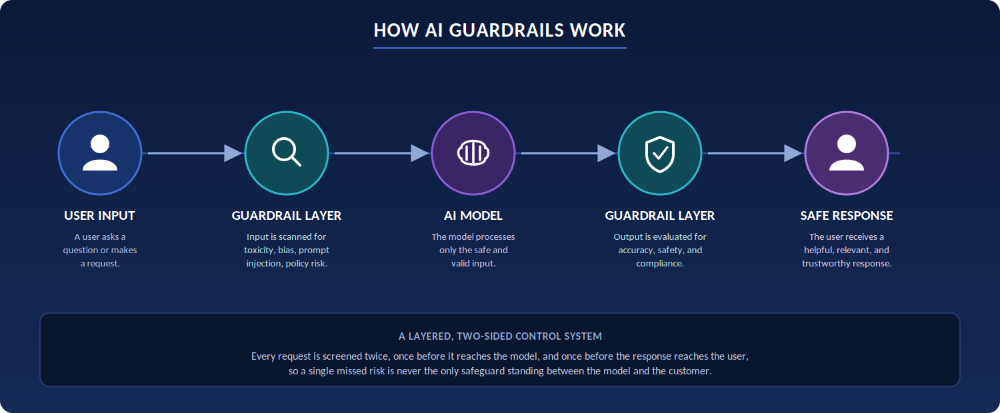 HOW AI GUARDRAILS WORK
USER INPUT
A user asks a
question or makes
a request.
GUARDRAIL LAYER
Input is scanned for
toxicity, bias, prompt
injection, policy risk.
AI MODEL
The model processes
only the safe and
valid input.
GUARDRAIL LAYER
Output is evaluated for
accuracy, safety, and
compliance.
SAFE RESPONSE
The user receives a
helpful, relevant, and
trustworthy response.
A LAYERED, TWO-SIDED CONTROL SYSTEM
Every request is screened twice, once before it reaches the model, and once before the response reaches the user,
so a single missed risk is never the only safeguard standing between the model and the customer.